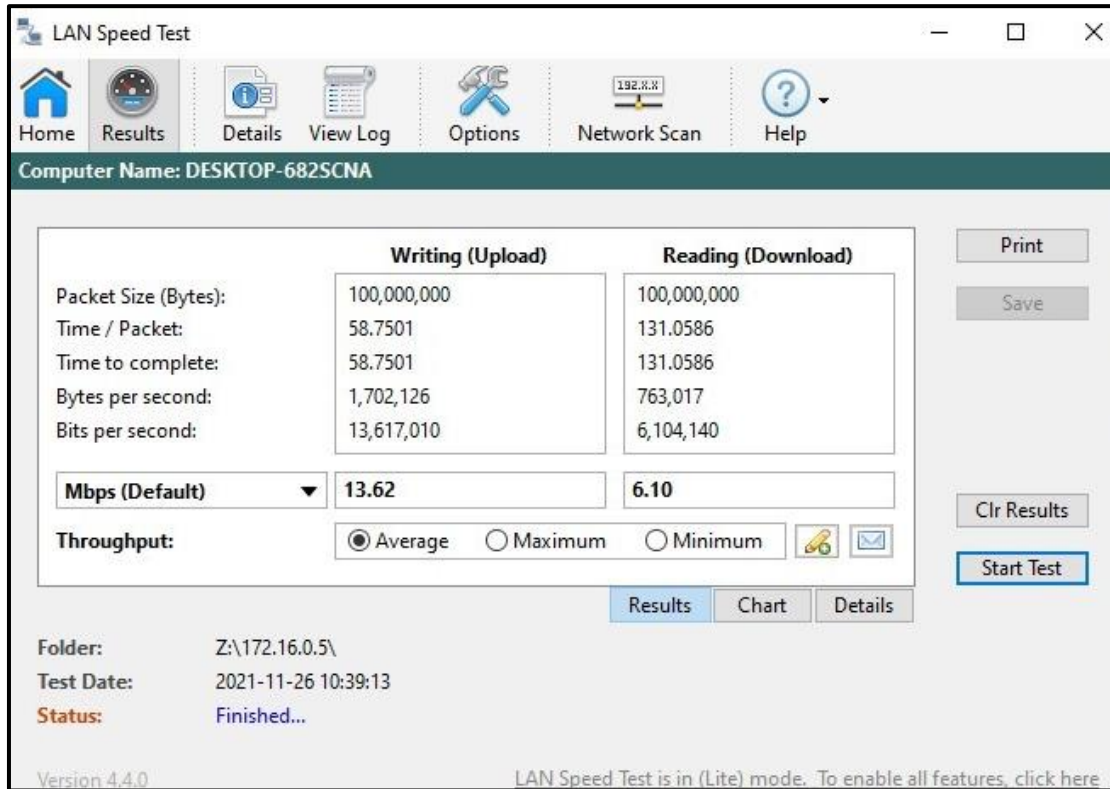 LAN Speed Test
Home Results Details View Log Options 192.X.X Network Scan ? Help
Computer Name: DESKTOP-682SCNA
Writing (Upload) Reading (Download)
Packet Size (Bytes): 100,000,000 100,000,000
Time / Packet: 58.7501 131.0586
Time to complete: 58.7501 131.0586
Bytes per second: 1,702,126 763,017
Bits per second: 13,617,010 6,104,140
Mbps (Default) 13.62 6.10
Throughput: Average Maximum Minimum
Print
Save
Clr Results
Start Test
Results Chart Details
Folder: Z:\172.16.0.5\
Test Date: 2021-11-26 10:39:13
Status: Finished...
Version 4.4.0 LAN Speed Test is in (Lite) mode. To enable all features, click here